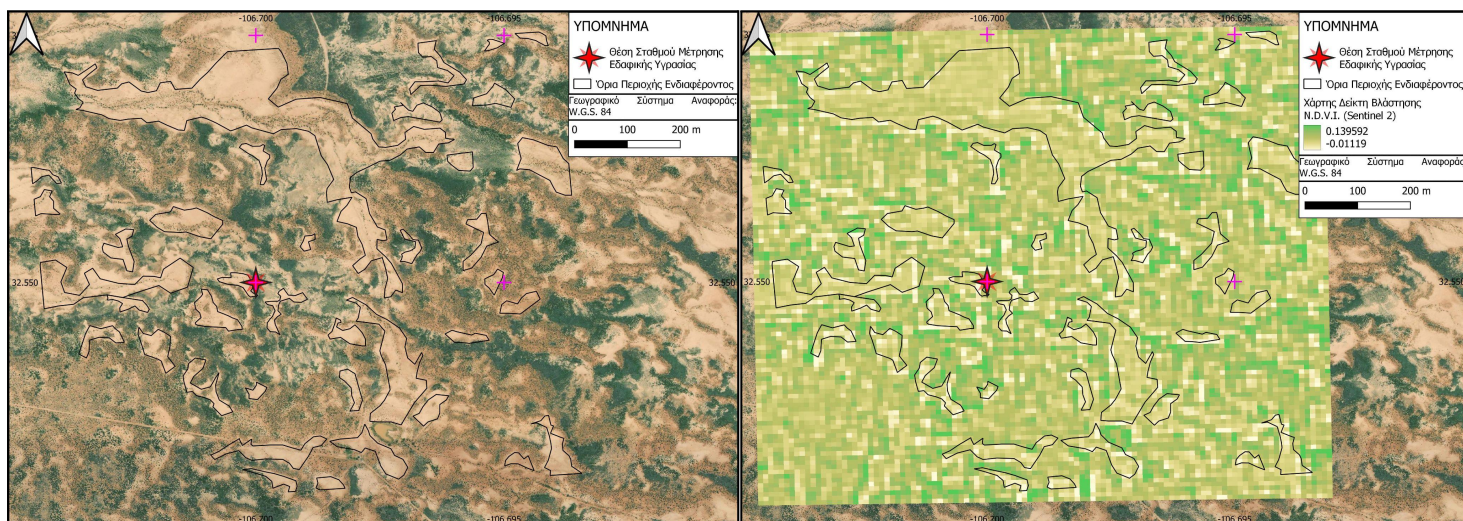 -106.700
-106.695
ΥΠΟΜΝΗΜΑ
Θέση Σταθμού Μέτρησης
Εδαφικής Υγρασίας
Όρια Περιοχής Ενδιαφέροντος
Γεωγραφικό Σύστημα Αναφοράς:
W.G.S. 84
0 100 200 m
32.550
32.550
-106.700
-106.695
-106.700
-106.695
ΥΠΟΜΝΗΜΑ
Θέση Σταθμού Μέτρησης
Εδαφικής Υγρασίας
Όρια Περιοχής Ενδιαφέροντος
Χάρτης Δείκτη Βλάστησης
N.D.V.I. (Sentinel 2)
0.139592
-0.01119
Γεωγραφικό Σύστημα Αναφοράς:
W.G.S. 84
0 100 200 m
32.550
32.550
-106.700
-106.695